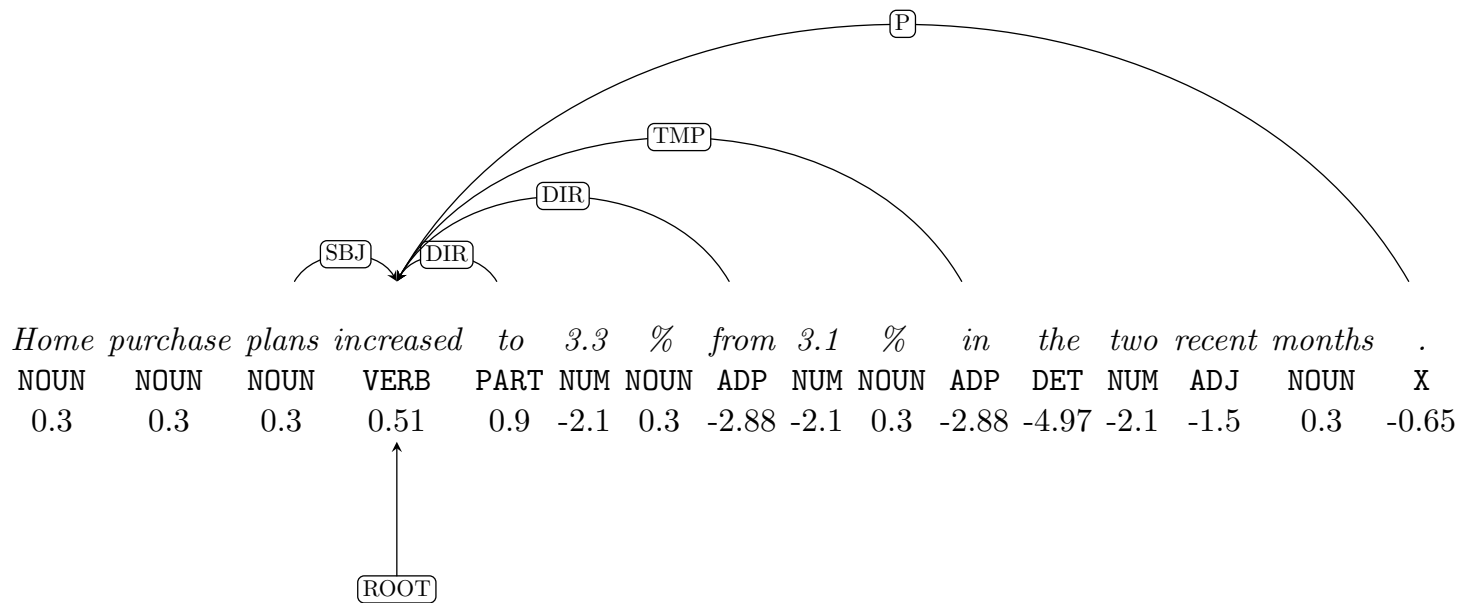 P
TMP
DIR
SBJ DIR
Home purchase plans increased to 3.3 % from 3.1 % in the two recent months .
NOUN NOUN NOUN VERB PART NUM NOUN ADP NUM NOUN ADP DET NUM ADJ NOUN X
0.3 0.3 0.3 0.51 0.9 -2.1 0.3 -2.88 -2.1 0.3 -2.88 -4.97 -2.1 -1.5 0.3 -0.65
ROOT